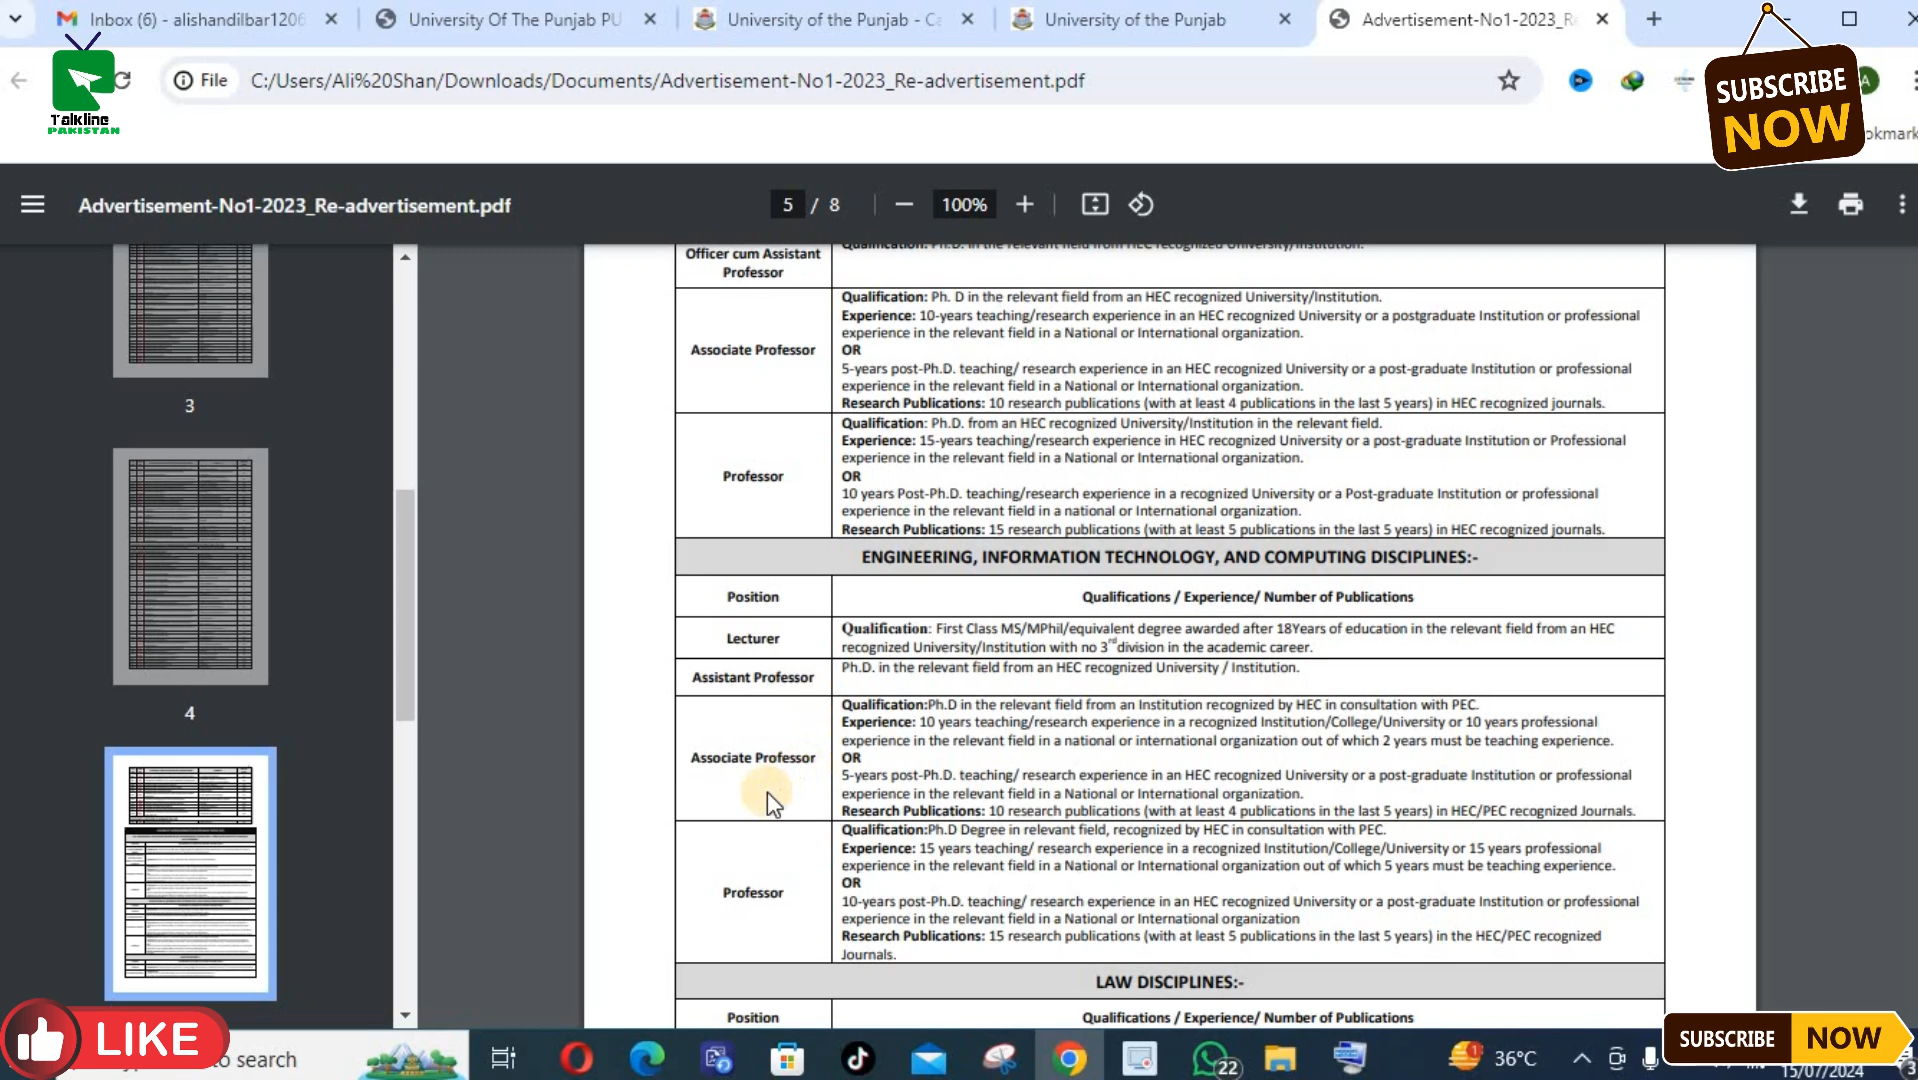 Inbox (6) - alishandilbar1206
University Of The Punjab PU
University of the Punjab - Ca
University of the Punjab
Advertisement-No1-2023_Re
File
C:/Users/Ali%20Shan/Downloads/Documents/Advertisement-No1-2023_Re-advertisement.pdf
A
Talkline
PAKISTAN
SUBSCRIBE
NOW
okmark
Advertisement-No1-2023_Re-advertisement.pdf
5 / 8
100%
3
4
Officer cum Assistant
Professor
Qualification: Ph.D. in the relevant field from HEC recognized University/Institution.
Associate Professor
Qualification: Ph. D in the relevant field from an HEC recognized University/Institution.
Experience: 10-years teaching/research experience in an HEC recognized University or a postgraduate Institution or professional
experience in the relevant field in a National or International organization.
OR
5-years post-Ph.D. teaching/ research experience in an HEC recognized University or a post-graduate Institution or professional
experience in the relevant field in a National or International organization.
Research Publications: 10 research publications (with at least 4 publications in the last 5 years) in HEC recognized journals.
Professor
Qualification: Ph.D. from an HEC recognized University/Institution in the relevant field.
Experience: 15-years teaching/research experience in HEC recognized University or a post-graduate Institution or Professional
experience in the relevant field in a National or International organization.
OR
10 years Post-Ph.D. teaching/research experience in a recognized University or a Post-graduate Institution or professional
experience in the relevant field in a national or International organization.
Research Publications: 15 research publications (with at least 5 publications in the last 5 years) in HEC recognized journals.
ENGINEERING, INFORMATION TECHNOLOGY, AND COMPUTING DISCIPLINES:-
Position
Qualifications / Experience/ Number of Publications
Lecturer
Qualification: First Class MS/MPhil/equivalent degree awarded after 18Years of education in the relevant field from an HEC
recognized University/Institution with no 3rd division in the academic career.
Assistant Professor
Ph.D. in the relevant field from an HEC recognized University / Institution.
Associate Professor
Qualification:Ph.D in the relevant field from an Institution recognized by HEC in consultation with PEC.
Experience: 10 years teaching/research experience in a recognized Institution/College/University or 10 years professional
experience in the relevant field in a national or international organization out of which 2 years must be teaching experience.
OR
5-years post-Ph.D. teaching/ research experience in an HEC recognized University or a post-graduate Institution or professional
experience in the relevant field in a National or International organization.
Research Publications: 10 research publications (with at least 4 publications in the last 5 years) in HEC/PEC recognized Journals.
Professor
Qualification:Ph.D Degree in relevant field, recognized by HEC in consultation with PEC.
Experience: 15 years teaching/ research experience in a recognized Institution/College/University or 15 years professional
experience in the relevant field in a National or International organization out of which 5 years must be teaching experience.
OR
10-years post-Ph.D. teaching/ research experience in an HEC recognized University or a post-graduate Institution or professional
experience in the relevant field in a National or International organization
Research Publications: 15 research publications (with at least 5 publications in the last 5 years) in the HEC/PEC recognized
Journals.
LAW DISCIPLINES:-
Position
Qualifications / Experience/ Number of Publications
LIKE
to search
22
1
36°C
SUBSCRIBE NOW
15/07/2024
3